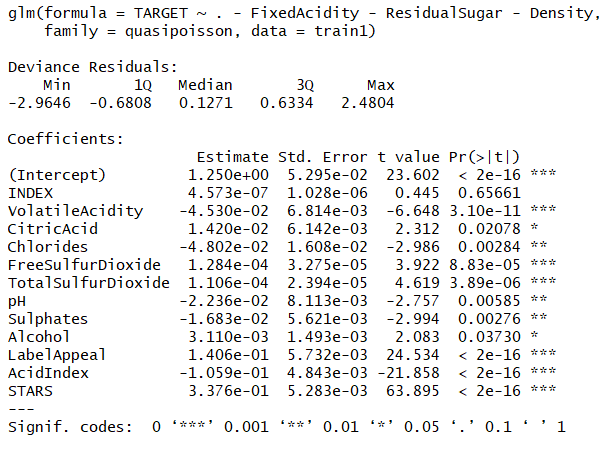 glm(formula = TARGET ~ . - FixedAcidity - ResidualSugar - Density,
    family = quasipoisson, data = train1)

Deviance Residuals:
    Min       1Q   Median       3Q      Max
-2.9646  -0.6808   0.1271   0.6334   2.4804

Coefficients:
                     Estimate Std. Error t value Pr(>|t|)
(Intercept)         1.250e+00  5.295e-02  23.602  < 2e-16 ***
INDEX               4.573e-07  1.028e-06   0.445  0.65661
VolatileAcidity    -4.530e-02  6.814e-03  -6.648 3.10e-11 ***
CitricAcid          1.420e-02  6.142e-03   2.312  0.02078 *
Chlorides          -4.802e-02  1.608e-02  -2.986  0.00284 **
FreeSulfurDioxide   1.284e-04  3.275e-05   3.922 8.83e-05 ***
TotalSulfurDioxide  1.106e-04  2.394e-05   4.619 3.89e-06 ***
pH                 -2.236e-02  8.113e-03  -2.757  0.00585 **
Sulphates          -1.683e-02  5.621e-03  -2.994  0.00276 **
Alcohol             3.110e-03  1.493e-03   2.083  0.03730 *
LabelAppeal         1.406e-01  5.732e-03  24.534  < 2e-16 ***
AcidIndex          -1.059e-01  4.843e-03 -21.858  < 2e-16 ***
STARS               3.376e-01  5.283e-03  63.895  < 2e-16 ***
---
Signif. codes:  0 ‘***’ 0.001 ‘**’ 0.01 ‘*’ 0.05 ‘.’ 0.1 ‘ ’ 1